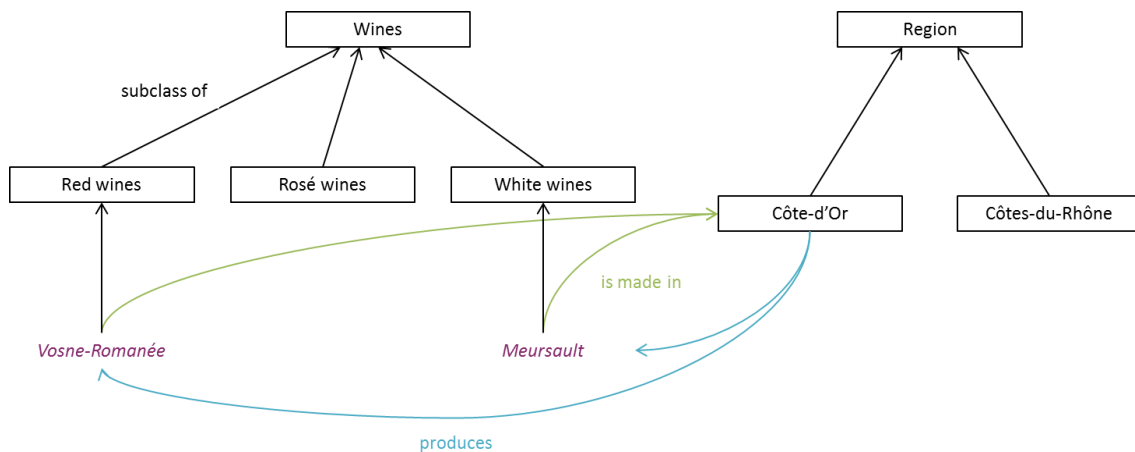 Wines
Region
subclass of
Red wines
Rosé wines
White wines
Côte-d’Or
Côtes-du-Rhône
is made in
Vosne-Romanée
Meursault
produces